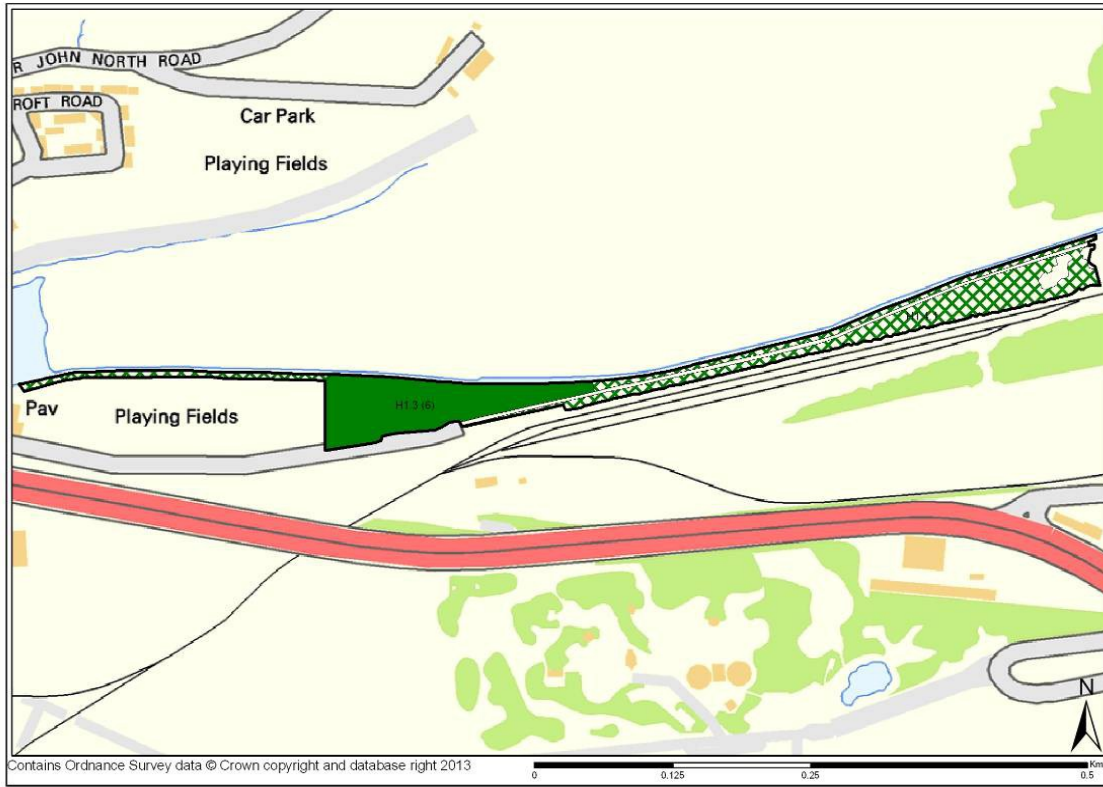 R JOHN NORTH ROAD
ROFT ROAD
Car Park
Playing Fields
H1 3 (6)
Pav
Playing Fields
N
Contains Ordnance Survey data © Crown copyright and database right 2013
Km
0 0.125 0.25 0.5